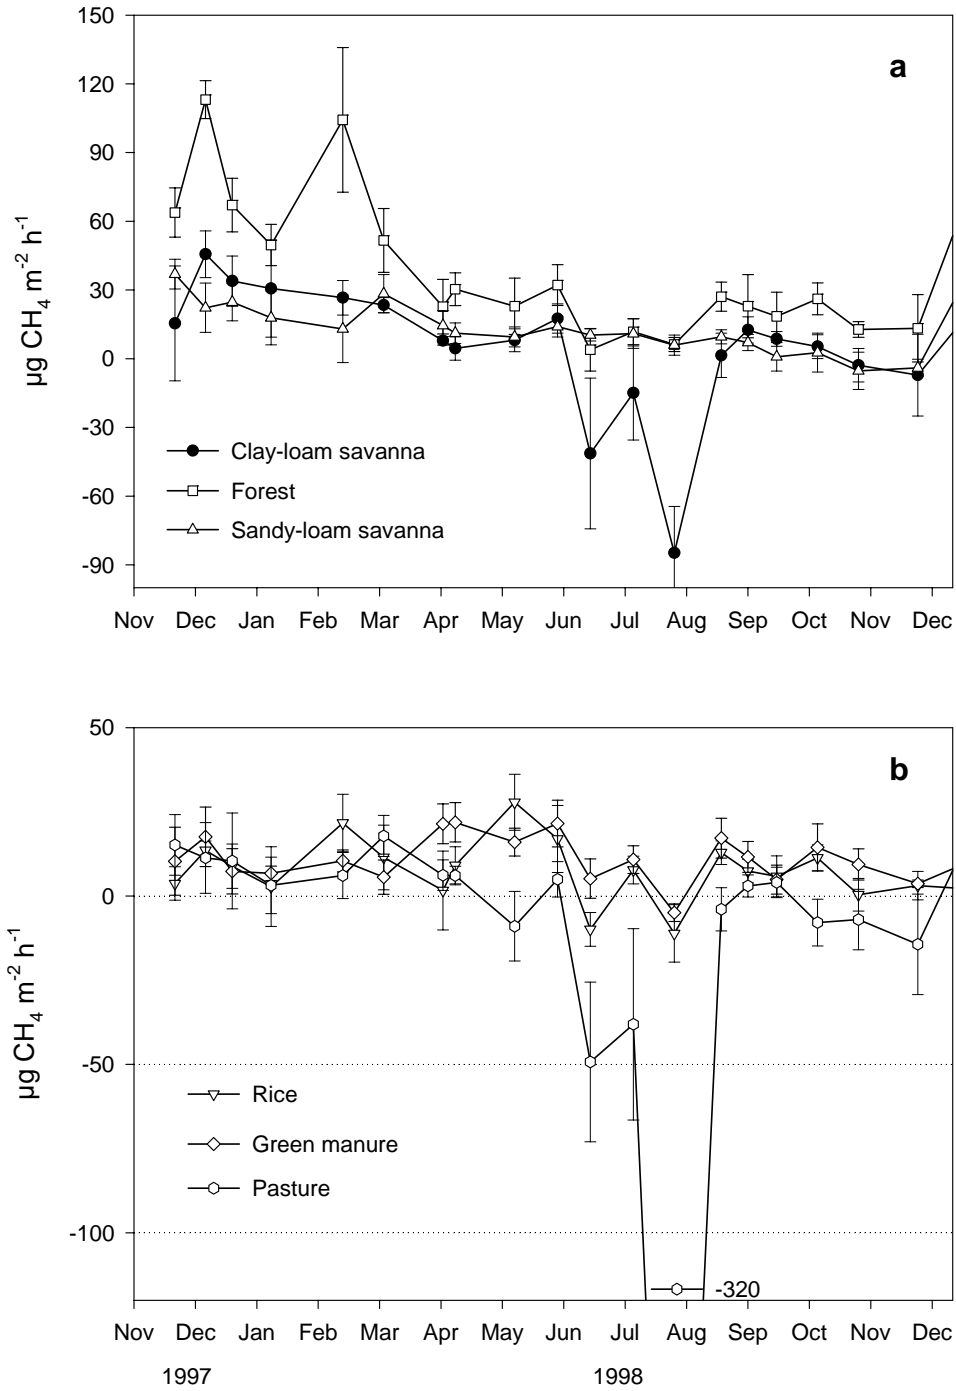 150
a
120
90
60
30
0
-30
-60
-90
µg CH4 m-2 h-1
Clay-loam savanna
Forest
Sandy-loam savanna
Nov Dec Jan Feb Mar Apr May Jun Jul Aug Sep Oct Nov Dec
50
b
0
-50
-100
µg CH4 m-2 h-1
Rice
Green manure
Pasture
-320
Nov Dec Jan Feb Mar Apr May Jun Jul Aug Sep Oct Nov Dec
1997 1998